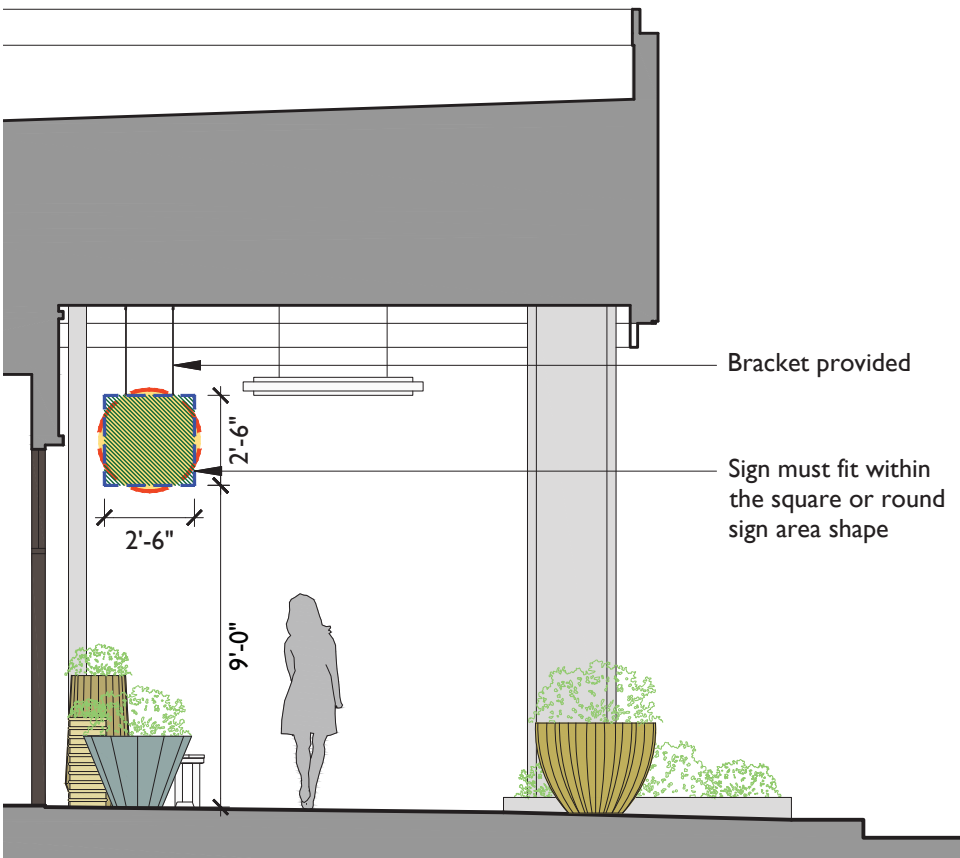 Bracket provided
2'-6"
Sign must fit within
the square or round
sign area shape
2'-6"
9'-0"